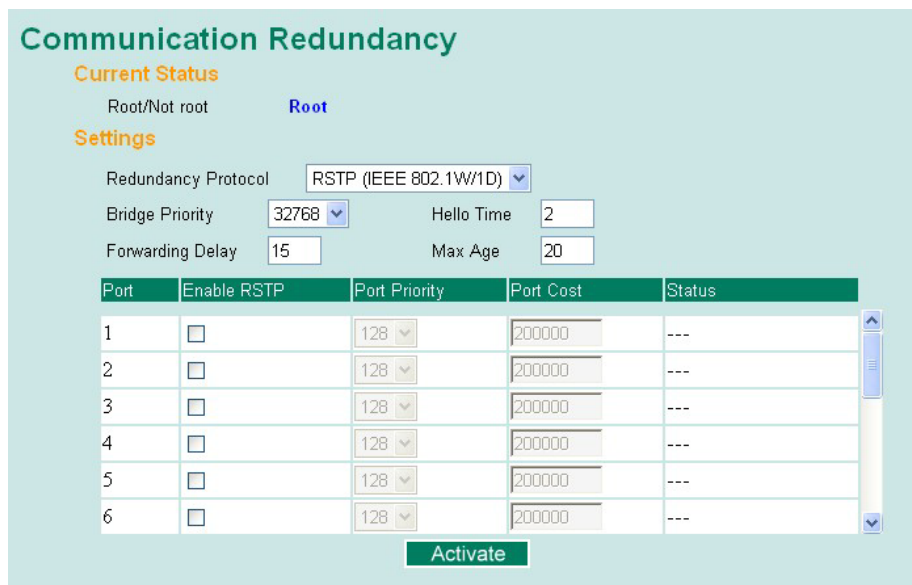 Communication Redundancy
Current Status
Root/Not root Root
Settings
Redundancy Protocol RSTP (IEEE 802.1W/1D)
Bridge Priority 32768 Hello Time 2
Forwarding Delay 15 Max Age 20
Port Enable RSTP Port Priority Port Cost Status
1 128 200000 ---
2 128 200000 ---
3 128 200000 ---
4 128 200000 ---
5 128 200000 ---
6 128 200000 ---
Activate